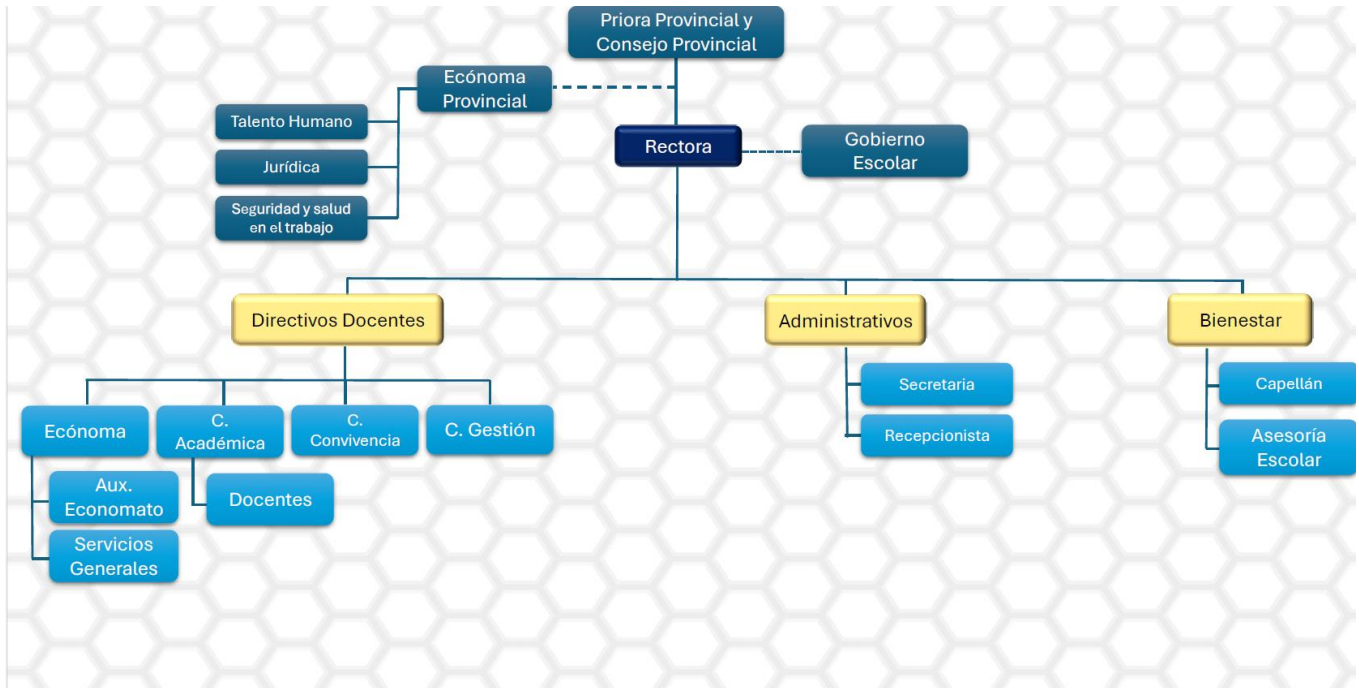 Priora Provincial y
Consejo Provincial
Ecónoma
Provincial
Talento Humano
Jurídica
Seguridad y salud
en el trabajo
Rectora
Gobierno
Escolar
Directivos Docentes
Administrativos
Bienestar
Ecónoma
C.
Académica
C.
Convivencia
C. Gestión
Aux.
Economato
Servicios
Generales
Docentes
Secretaria
Recepcionista
Capellán
Asesoría
Escolar